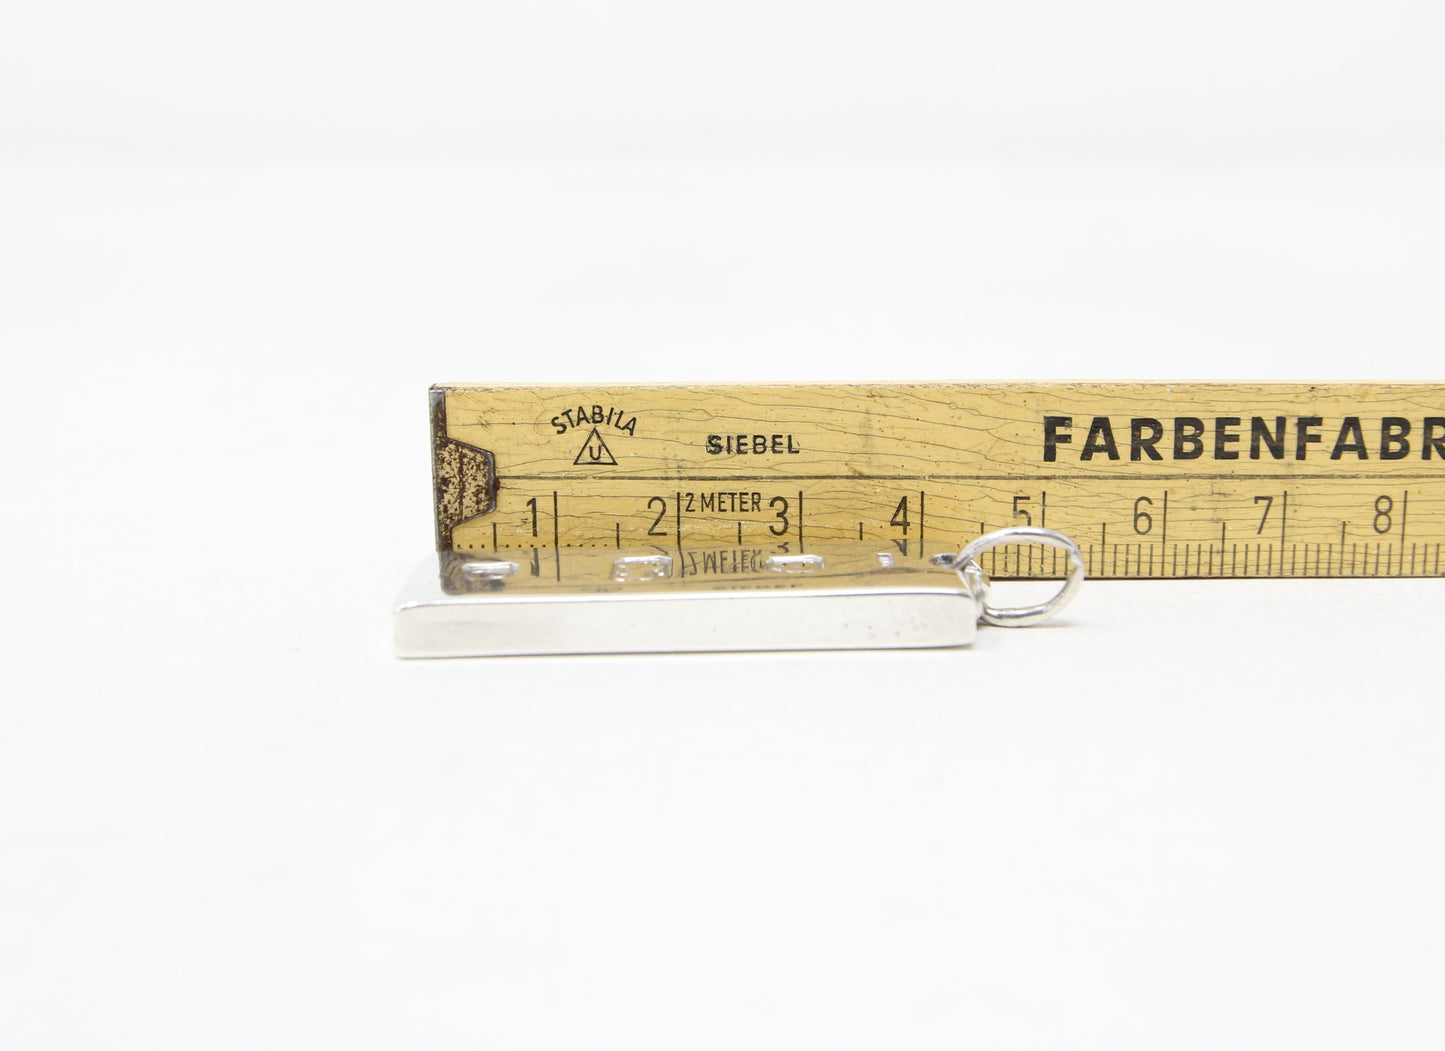 STABILA
U
SIEBEL
FARBENFABR
1 2 2 METER 3 4 5 6 7 8